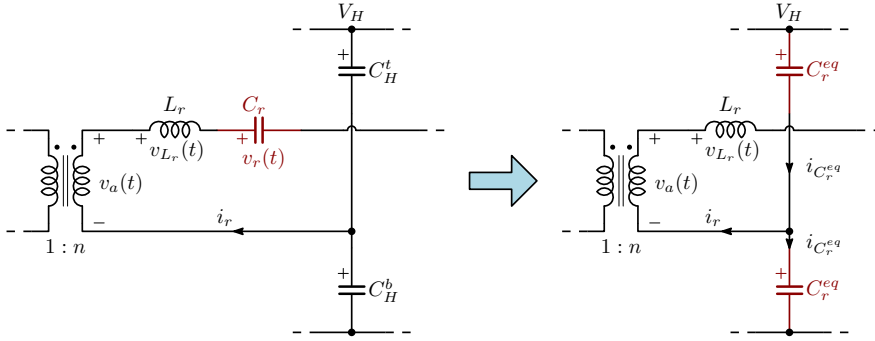 V_H
+
C_H^t
L_r
C_r
+
+
+
v_{L_r}(t)
v_r(t)
v_a(t)
−
i_r
1 : n
+
C_H^b
V_H
+
C_r^{eq}
L_r
+
+
v_{L_r}(t)
v_a(t)
i_{C_r^{eq}}
−
i_r
i_{C_r^{eq}}
1 : n
+
C_r^{eq}